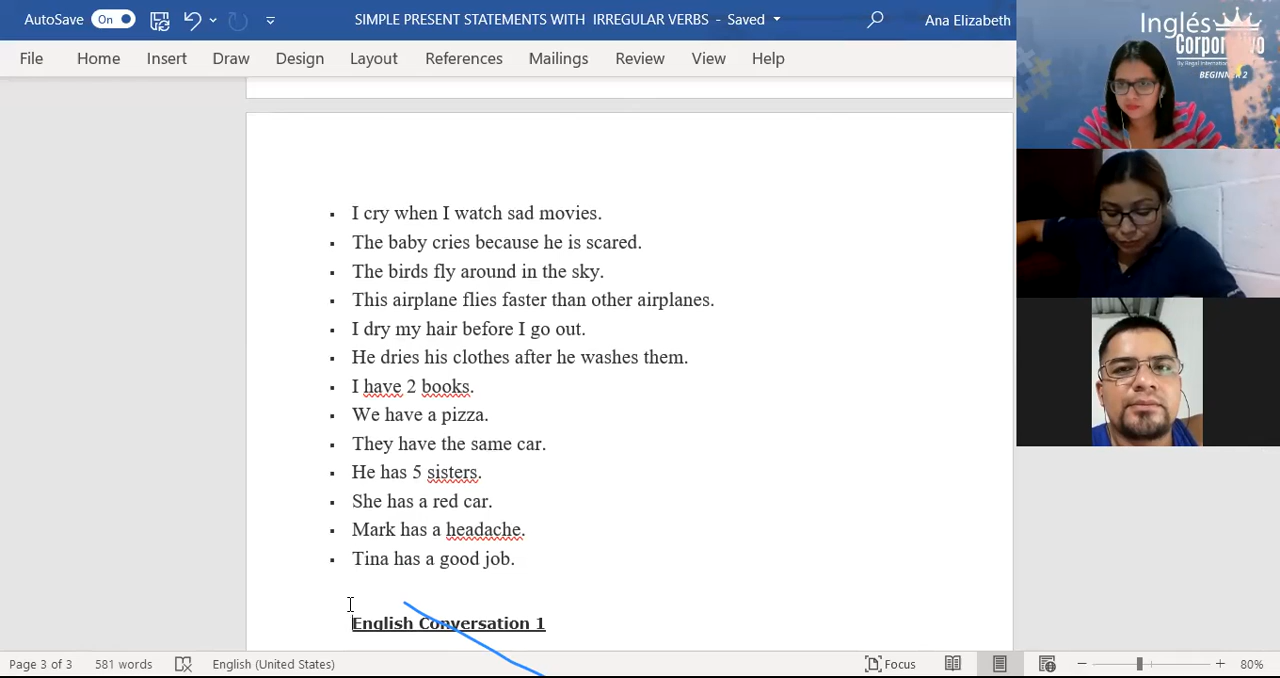 AutoSave On SIMPLE PRESENT STATEMENTS WITH IRREGULAR VERBS - Saved Ana Elizabeth
File Home Insert Draw Design Layout References Mailings Review View Help
Inglés
Corporativo
by Regal International
BEGINNER 2
▪ I cry when I watch sad movies.
▪ The baby cries because he is scared.
▪ The birds fly around in the sky.
▪ This airplane flies faster than other airplanes.
▪ I dry my hair before I go out.
▪ He dries his clothes after he washes them.
▪ I have 2 books.
▪ We have a pizza.
▪ They have the same car.
▪ He has 5 sisters.
▪ She has a red car.
▪ Mark has a headache.
▪ Tina has a good job.
English Conversation 1
Page 3 of 3 581 words English (United States) Focus 80%